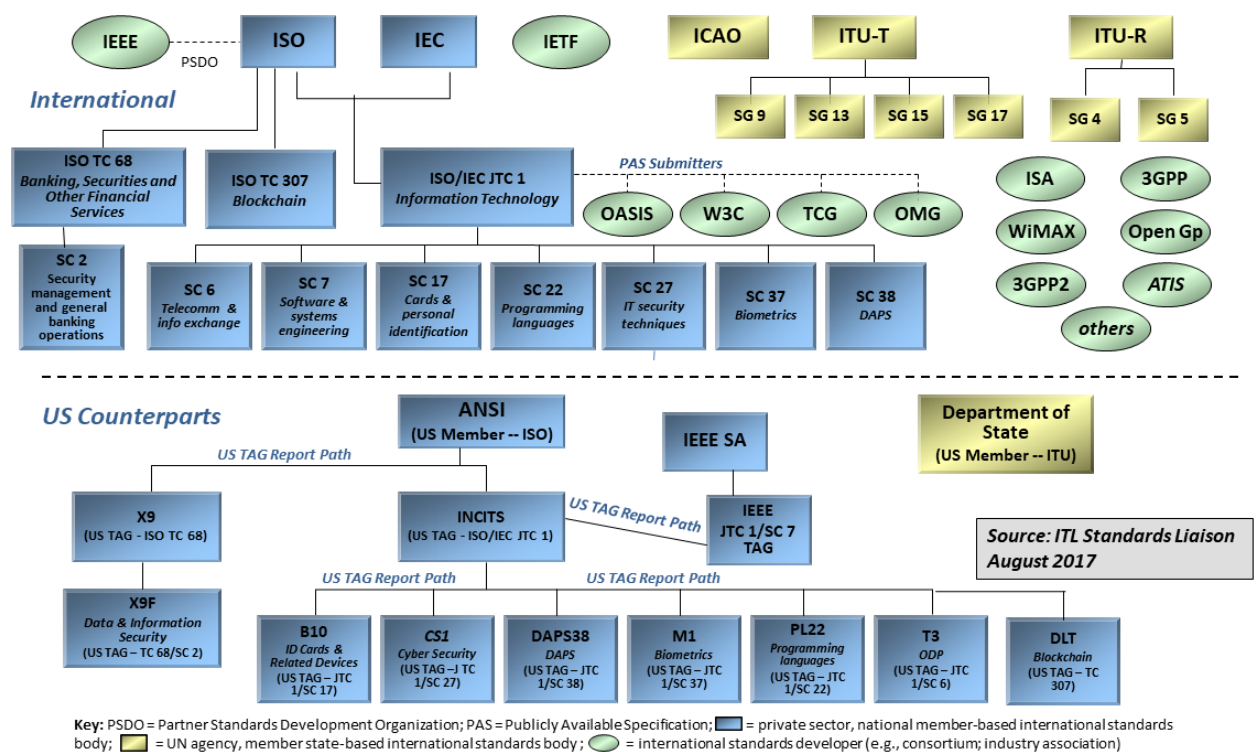 IEEE
PSDO
ISO
IEC
IETF
ICAO
ITU-T
ITU-R
International
SG 9
SG 13
SG 15
SG 17
SG 4
SG 5
ISO TC 68
Banking, Securities and
Other Financial
Services
ISO TC 307
Blockchain
ISO/IEC JTC 1
Information Technology
PAS Submitters
OASIS
W3C
TCG
OMG
ISA
3GPP
WiMAX
Open Gp
3GPP2
ATIS
others
SC 2
Security
management
and general
banking
operations
SC 6
Telecomm &
info exchange
SC 7
Software &
systems
engineering
SC 17
Cards &
personal
identification
SC 22
Programming
languages
SC 27
IT security
techniques
SC 37
Biometrics
SC 38
DAPS
US Counterparts
ANSI
(US Member -- ISO)
IEEE SA
Department of
State
(US Member -- ITU)
US TAG Report Path
X9
(US TAG - ISO TC 68)
INCITS
(US TAG - ISO/IEC JTC 1)
US TAG Report Path
IEEE
JTC 1/SC 7
TAG
Source: ITL Standards Liaison
August 2017
US TAG Report Path
US TAG Report Path
X9F
Data & Information
Security
(US TAG – TC 68/SC 2)
B10
ID Cards &
Related Devices
(US TAG – JTC
1/SC 17)
CS1
Cyber Security
(US TAG –J TC
1/SC 27)
DAPS38
DAPS
(US TAG – JTC
1/SC 38)
M1
Biometrics
(US TAG – JTC
1/SC 37)
PL22
Programming
languages
(US TAG – JTC
1/SC 22)
T3
ODP
(US TAG – JTC
1/SC 6)
DLT
Blockchain
(US TAG – TC
307)
Key: PSDO = Partner Standards Development Organization; PAS = Publicly Available Specification; = private sector, national member-based international standards
body; = UN agency, member state-based international standards body ; = international standards developer (e.g., consortium; industry association)